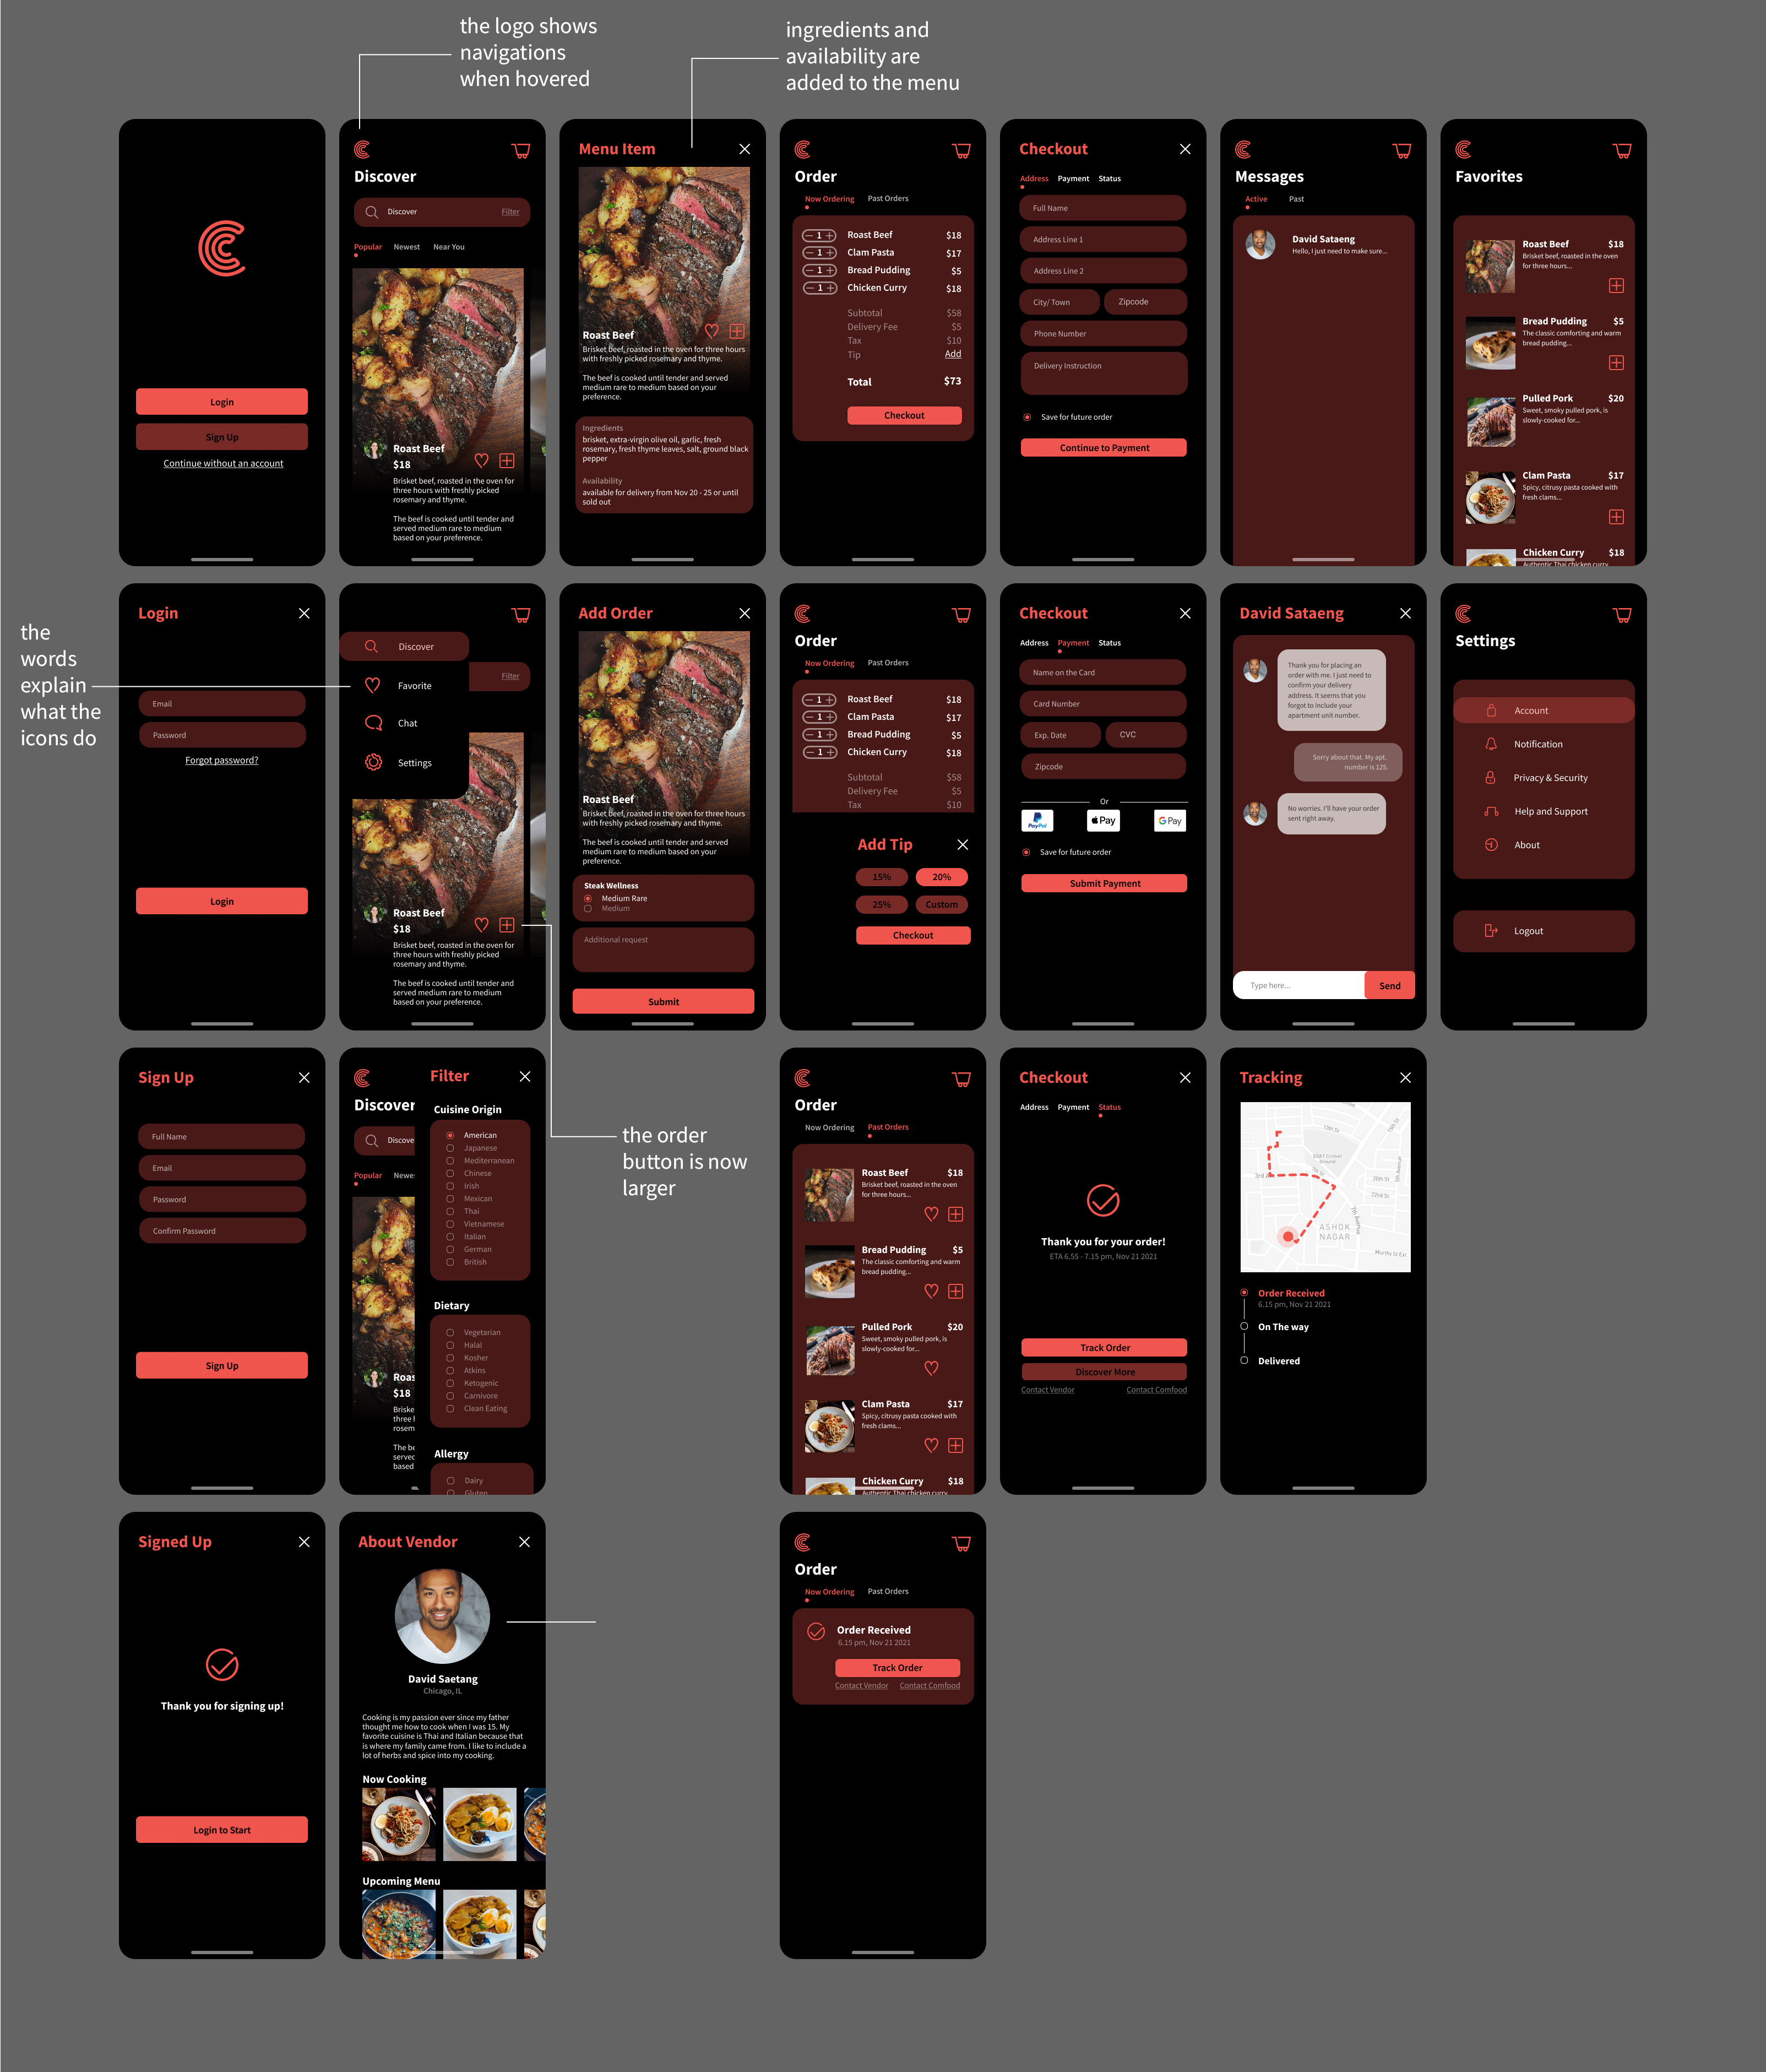 the logo shows
navigations
when hovered
ingredients and
availability are
added to the menu
Login
Sign Up
Continue without an account
Discover
Discover
Filter
Popular Newest Near You
Roast Beef
$18
Brisket beef, roasted in the oven for
three hours with freshly picked
rosemary and thyme.
The beef is cooked until tender and
served medium rare to medium
based on your preference.
Menu Item
Roast Beef
Brisket beef, roasted in the oven for three hours
with freshly picked rosemary and thyme.
The beef is cooked until tender and served
medium rare to medium based on your
preference.
Ingredients
brisket, extra-virgin olive oil, garlic, fresh
rosemary, fresh thyme leaves, salt, ground black
pepper
Availability
available for delivery from Nov 20 - 25 or until
sold out
Order
Now Ordering Past Orders
1 Roast Beef $18
1 Clam Pasta $17
1 Bread Pudding $5
1 Chicken Curry $18
Subtotal $58
Delivery Fee $5
Tax $10
Tip Add
Total $73
Checkout
Checkout
Address Payment Status
Full Name
Address Line 1
Address Line 2
City/ Town Zipcode
Phone Number
Delivery Instruction
Save for future order
Continue to Payment
Messages
Active Past
David Sataeng
Hello, I just need to make sure...
Favorites
Roast Beef $18
Brisket beef, roasted in the oven
for three hours...
Bread Pudding $5
The classic comforting and warm
bread pudding...
Pulled Pork $20
Sweet, smoky pulled pork, is
slowly-cooked for...
Clam Pasta $17
Spicy, citrusy pasta cooked with
fresh clams...
Chicken Curry $18
Authentic Thai chicken curry
the
words
explain
what the
icons do
Login
Email
Password
Forgot password?
Login
Discover
Filter
Favorite
Chat
Settings
Roast Beef
$18
Brisket beef, roasted in the oven for
three hours with freshly picked
rosemary and thyme.
The beef is cooked until tender and
served medium rare to medium
based on your preference.
Add Order
Roast Beef
Brisket beef, roasted in the oven for three hours
with freshly picked rosemary and thyme.
The beef is cooked until tender and served
medium rare to medium based on your
preference.
Steak Wellness
Medium Rare
Medium
Additional request
Submit
Order
Now Ordering Past Orders
1 Roast Beef $18
1 Clam Pasta $17
1 Bread Pudding $5
1 Chicken Curry $18
Subtotal $58
Delivery Fee $5
Tax $10
Add Tip
15% 20%
25% Custom
Checkout
Checkout
Address Payment Status
Name on the Card
Card Number
Exp. Date CVC
Zipcode
Or
PayPal Pay G Pay
Save for future order
Submit Payment
David Sataeng
Thank you for placing an
order with me. I just need to
confirm your delivery
address. It seems that you
forgot to include your
apartment unit number.
Sorry about that. My apt.
number is 125.
No worries. I'll have your order
sent right away.
Type here...
Send
Settings
Account
Notification
Privacy & Security
Help and Support
About
Logout
Sign Up
Full Name
Email
Password
Confirm Password
Sign Up
Discover
Discove
Popular Newe
Roas
$18
Briske
three l
rosem
The be
served
based
Filter
Cuisine Origin
American
Japanese
Mediterranean
Chinese
Irish
Mexican
Thai
Vietnamese
Italian
German
British
Dietary
Vegetarian
Halal
Kosher
Atkins
Ketogenic
Carnivore
Clean Eating
Allergy
Dairy
Gluten
the order
button is now
larger
Order
Now Ordering Past Orders
Roast Beef $18
Brisket beef, roasted in the oven
for three hours...
Bread Pudding $5
The classic comforting and warm
bread pudding...
Pulled Pork $20
Sweet, smoky pulled pork, is
slowly-cooked for...
Clam Pasta $17
Spicy, citrusy pasta cooked with
fresh clams...
Chicken Curry $18
Authentic Thai chicken curry
Checkout
Address Payment Status
Thank you for your order!
ETA 6.55 - 7.15 pm, Nov 21 2021
Track Order
Discover More
Contact Vendor Contact Comfood
Tracking
13th St
15th St
3rd A
7th St
20th St
22nd St
5th Avenue
7th Avenue
ASHOK
NAGAR
Murthy St Ext
Order Received
6.15 pm, Nov 21 2021
On The way
Delivered
Signed Up
Thank you for signing up!
Login to Start
About Vendor
David Saetang
Chicago, IL
Cooking is my passion ever since my father
thought me how to cook when I was 15. My
favorite cuisine is Thai and Italian because that
is where my family came from. I like to include a
lot of herbs and spice into my cooking.
Now Cooking
Upcoming Menu
Order
Now Ordering Past Orders
Order Received
6.15 pm, Nov 21 2021
Track Order
Contact Vendor Contact Comfood